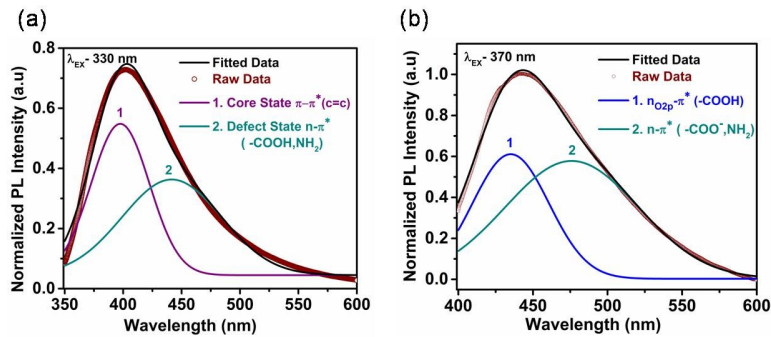 (a)
λEX- 330 nm
Fitted Data
Raw Data
1. Core State π-π*(c=c)
2. Defect State n-π*
( -COOH,NH2)
1
2
Normalized PL Intensity (a.u)
0.8
0.6
0.4
0.2
0.0
350 400 450 500 550 600
Wavelength (nm)
(b)
λEX- 370 nm
Fitted Data
Raw Data
1. nO2p-π* (-COOH)
2. n-π* ( -COO-,NH2)
1
2
Normalized PL Intensity (a.u)
1.0
0.8
0.6
0.4
0.2
0.0
400 450 500 550 600
Wavelength (nm)